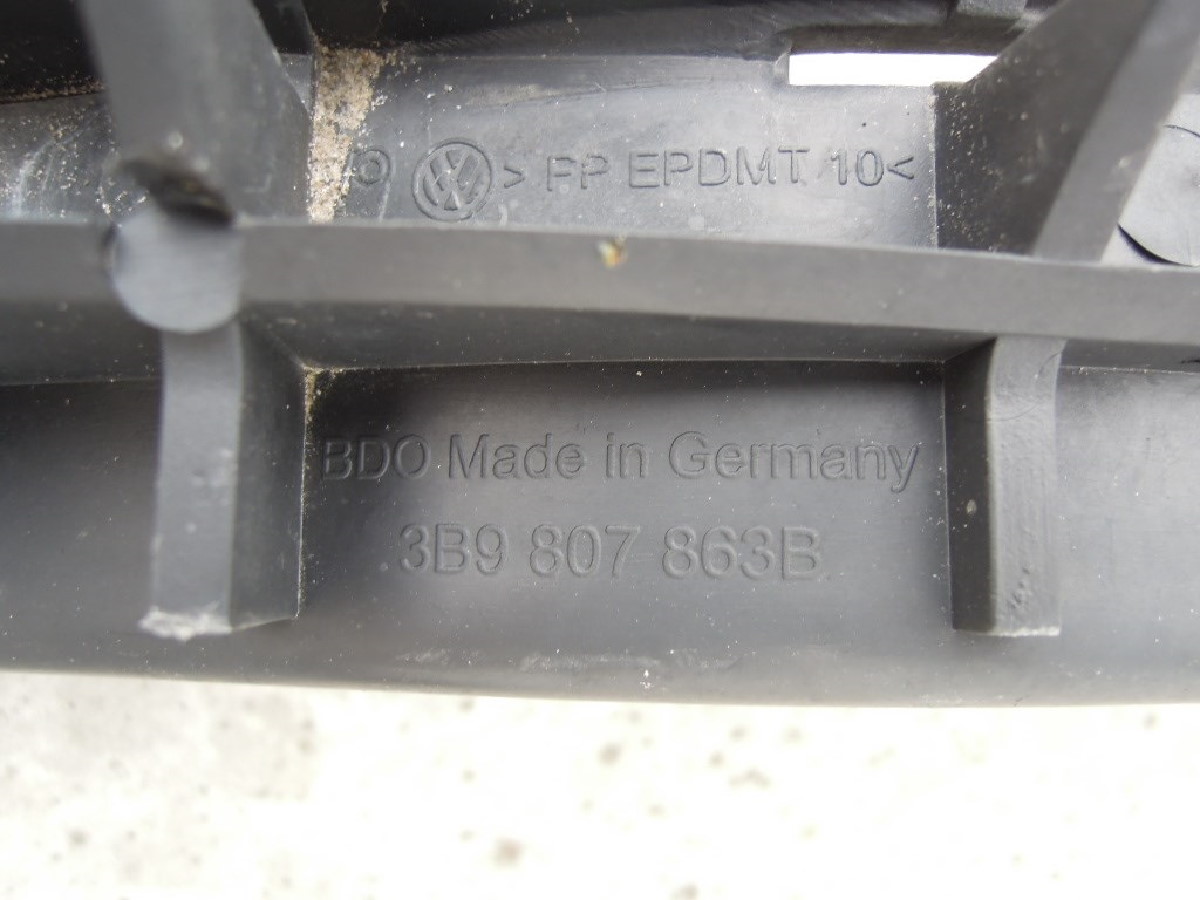 > PP EPDMT 10<
BDO Made in Germany
3B9 807 863B